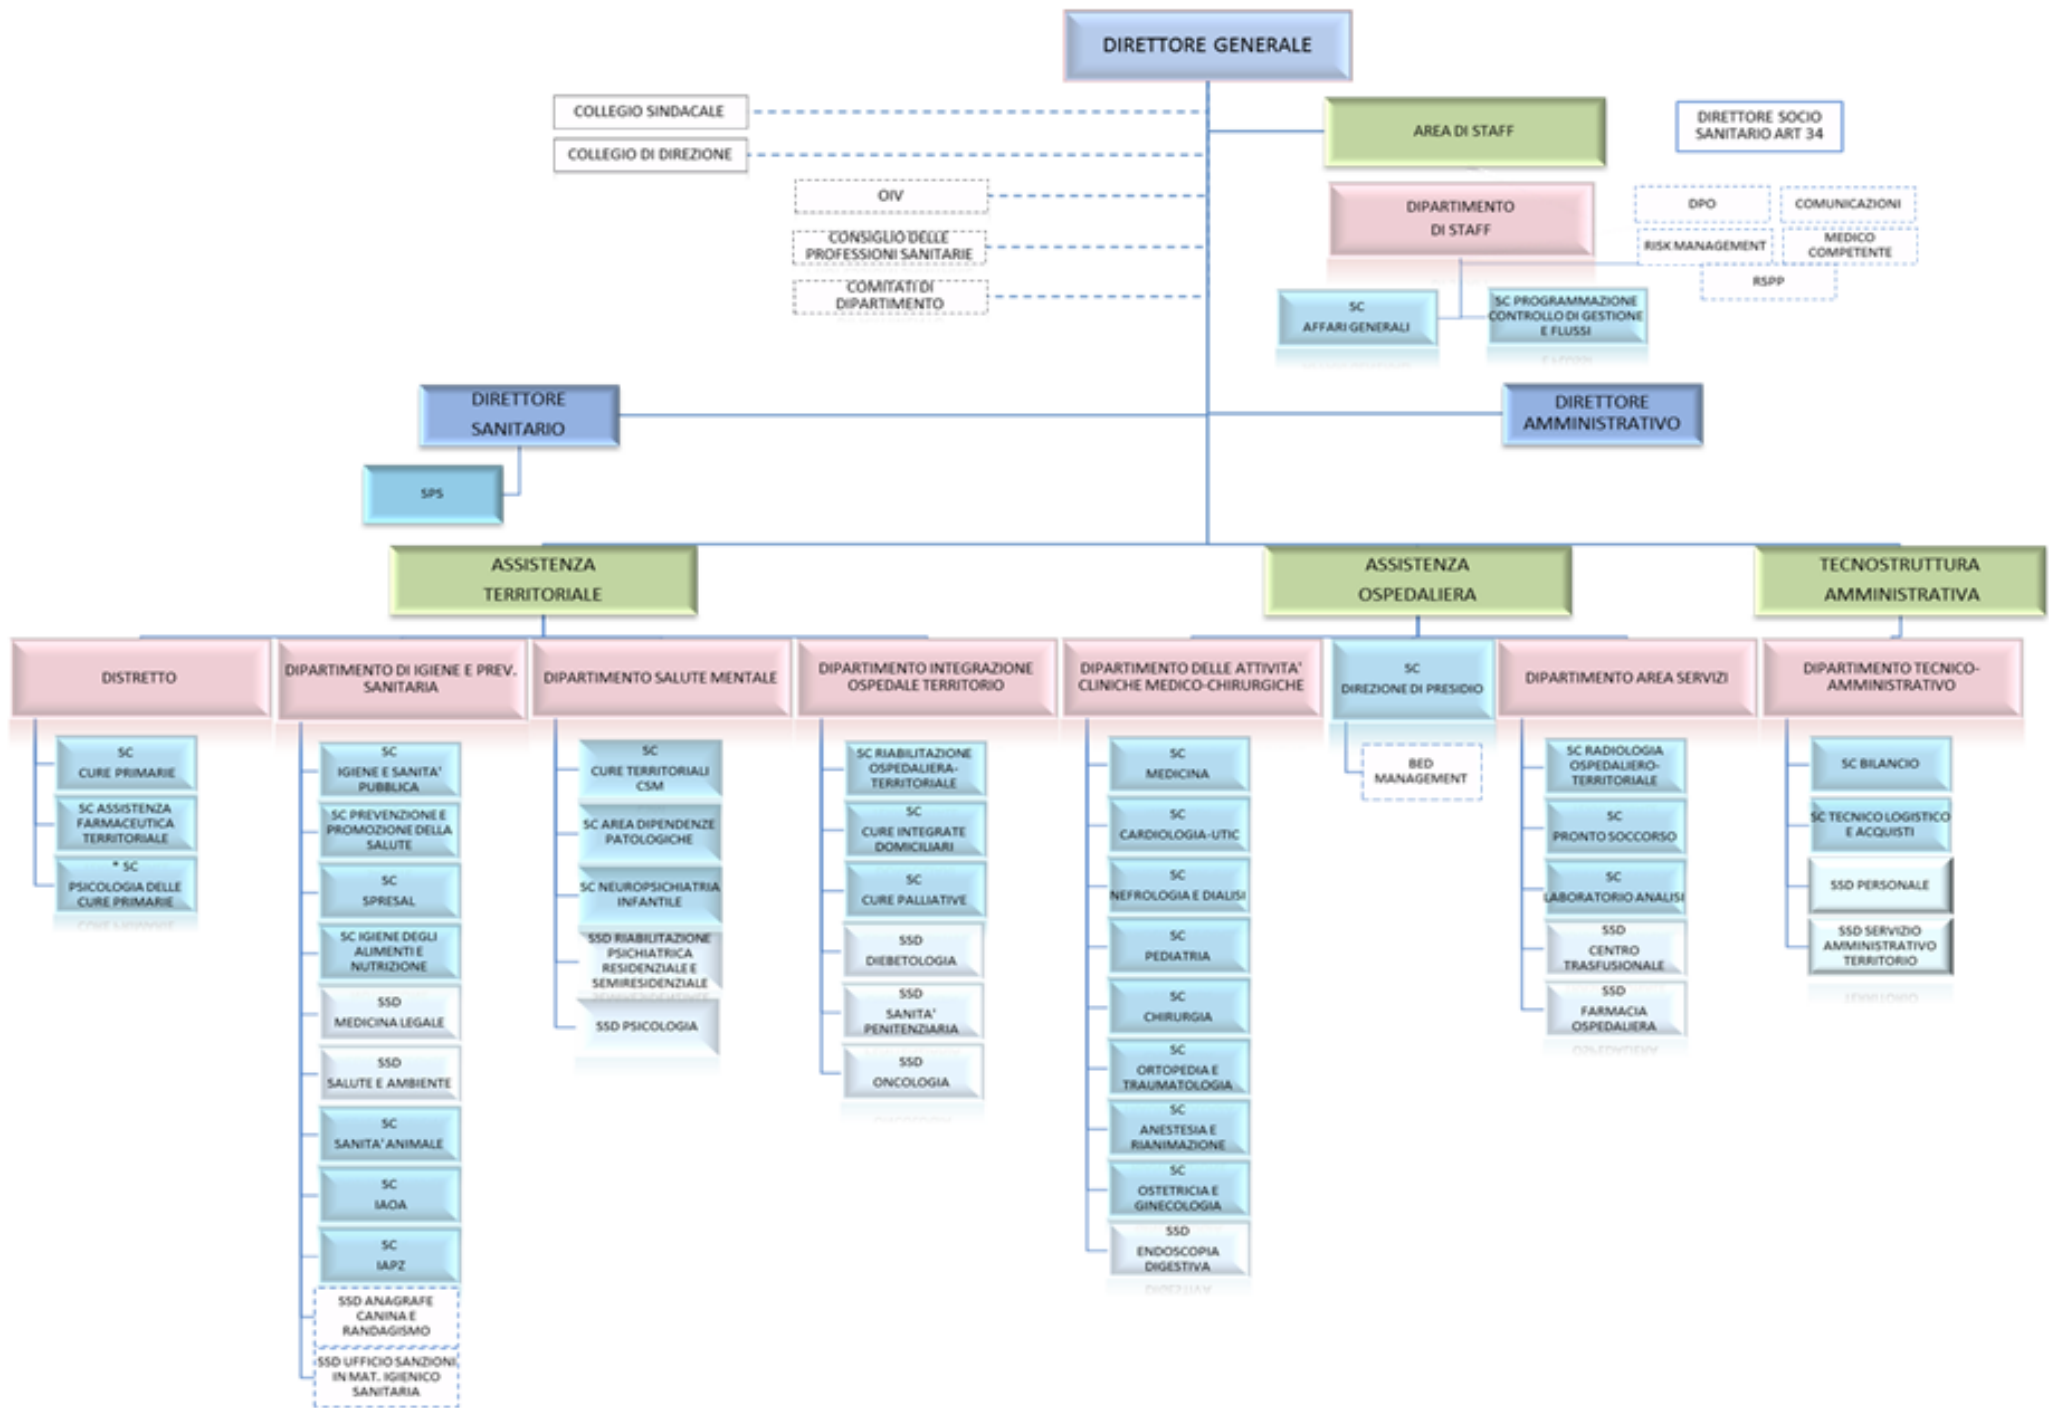 DIRETTORE GENERALE
COLLEGIO SINDACALE
COLLEGIO DI DIREZIONE
OIV
CONSIGLIO DELLE
PROFESSIONI SANITARIE
COMITATI DI
DIPARTIMENTO
AREA DI STAFF
DIRETTORE SOCIO
SANITARIO ART 34
DIPARTIMENTO
DI STAFF
DPO
COMUNICAZIONI
RISK MANAGEMENT
MEDICO
COMPETENTE
RSPP
SC
AFFARI GENERALI
SC PROGRAMMAZIONE
CONTROLLO DI GESTIONE
E FLUSSI
DIRETTORE
SANITARIO
DIRETTORE
AMMINISTRATIVO
SPS
ASSISTENZA
TERRITORIALE
ASSISTENZA
OSPEDALIERA
TECNOSTRUTTURA
AMMINISTRATIVA
DISTRETTO
SC
CURE PRIMARIE
SC ASSISTENZA
FARMACEUTICA
TERRITORIALE
* SC
PSICOLOGIA DELLE
CURE PRIMARIE
DIPARTIMENTO DI IGIENE E PREV.
SANITARIA
SC
IGIENE E SANITA'
PUBBLICA
SC PREVENZIONE E
PROMOZIONE DELLA
SALUTE
SC
SPRESAL
SC IGIENE DEGLI
ALIMENTI E
NUTRIZIONE
SSD
MEDICINA LEGALE
SSD
SALUTE E AMBIENTE
SC
SANITA' ANIMALE
SC
IAOA
SC
IAPZ
SSD ANAGRAFE
CANINA E
RANDAGISMO
SSD UFFICIO SANZIONI
IN MAT. IGIENICO
SANITARIA
DIPARTIMENTO SALUTE MENTALE
SC
CURE TERRITORIALI
CSM
SC AREA DIPENDENZE
PATOLOGICHE
SC NEUROPSICHIATRIA
INFANTILE
SSD RIABILITAZIONE
PSICHIATRICA
RESIDENZIALE E
SEMIRESIDENZIALE
SSD PSICOLOGIA
DIPARTIMENTO INTEGRAZIONE
OSPEDALE TERRITORIO
SC RIABILITAZIONE
OSPEDALIERA-
TERRITORIALE
SC
CURE INTEGRATE
DOMICILIARI
SC
CURE PALLIATIVE
SSD
DIEBETOLOGIA
SSD
SANITA'
PENITENZIARIA
SSD
ONCOLOGIA
DIPARTIMENTO DELLE ATTIVITA'
CLINICHE MEDICO-CHIRURGICHE
SC
MEDICINA
SC
CARDIOLOGIA-UTIC
SC
NEFROLOGIA E DIALISI
SC
PEDIATRIA
SC
CHIRURGIA
SC
ORTOPEDIA E
TRAUMATOLOGIA
SC
ANESTESIA E
RIANIMAZIONE
SC
OSTETRICIA E
GINECOLOGIA
SSD
ENDOSCOPIA
DIGESTIVA
SC
DIREZIONE DI PRESIDIO
BED
MANAGEMENT
DIPARTIMENTO AREA SERVIZI
SC RADIOLOGIA
OSPEDALIERO-
TERRITORIALE
SC
PRONTO SOCCORSO
SC
LABORATORIO ANALISI
SSD
CENTRO
TRASFUSIONALE
SSD
FARMACIA
OSPEDALIERA
DIPARTIMENTO TECNICO-
AMMINISTRATIVO
SC BILANCIO
SC TECNICO LOGISTICO
E ACQUISTI
SSD PERSONALE
SSD SERVIZIO
AMMINISTRATIVO
TERRITORIO